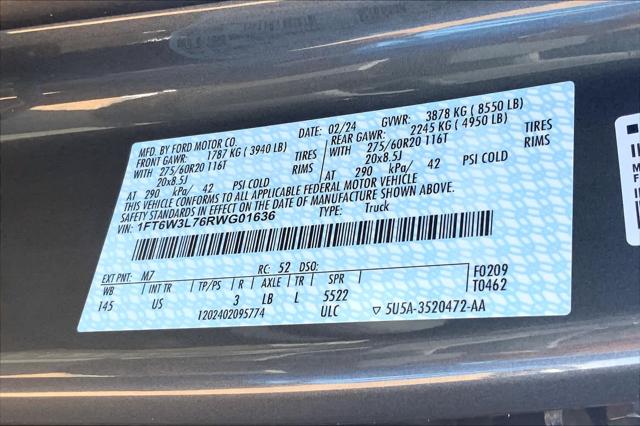 MFD. BY FORD MOTOR CO.
DATE: 02/24 GVWR: 3878 KG (8550 LB)
FRONT GAWR: 1787 KG (3940 LB) REAR GAWR: 2245 KG (4950 LB)
WITH 275/60R20 116T TIRES WITH 275/60R20 116T TIRES
20x8.5J RIMS 20x8.5J RIMS
AT 290 kPa/ 42 PSI COLD AT 290 kPa/ 42 PSI COLD
THIS VEHICLE CONFORMS TO ALL APPLICABLE FEDERAL MOTOR VEHICLE
SAFETY STANDARDS IN EFFECT ON THE DATE OF MANUFACTURE SHOWN ABOVE.
VIN: 1FT6W3L76RWG01636 TYPE: Truck
EXT PNT: M7 RC: 52 DSO:
WB INT TR TP/PS R AXLE TR SPR F0209
145 US 3 LB L 5522 T0462
1202402095774 ULC ▽ 5U5A-3520472-AA